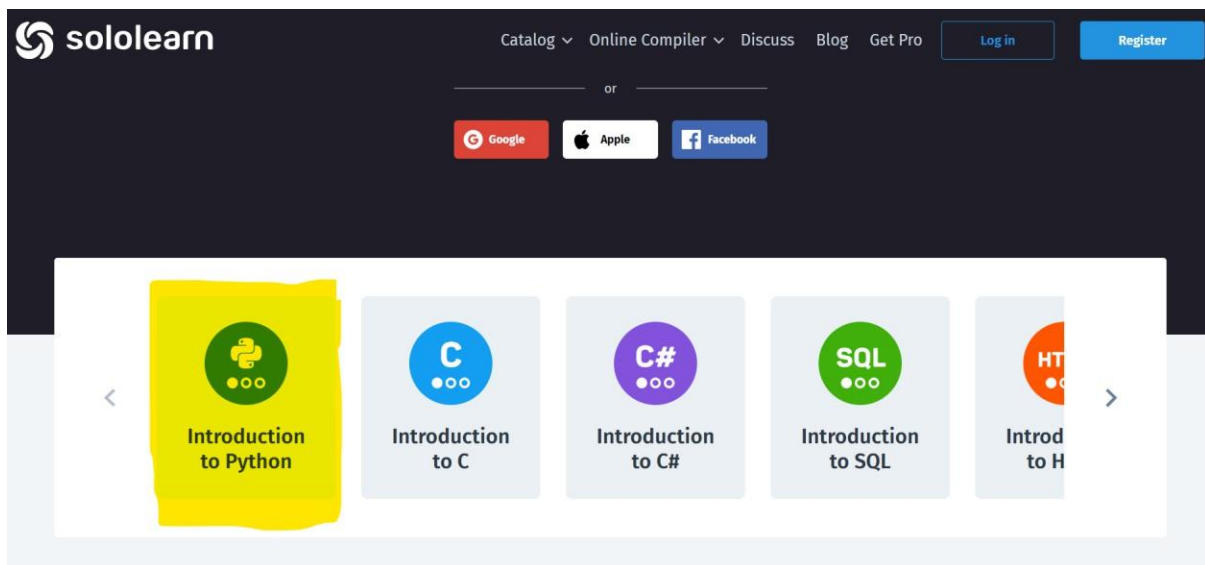 sololearn
Catalog Online Compiler Discuss Blog Get Pro Log in Register
or
Google Apple Facebook
C C# SQL HT
Introduction Introduction Introduction Introduction Introd
to Python to C to C# to SQL to H